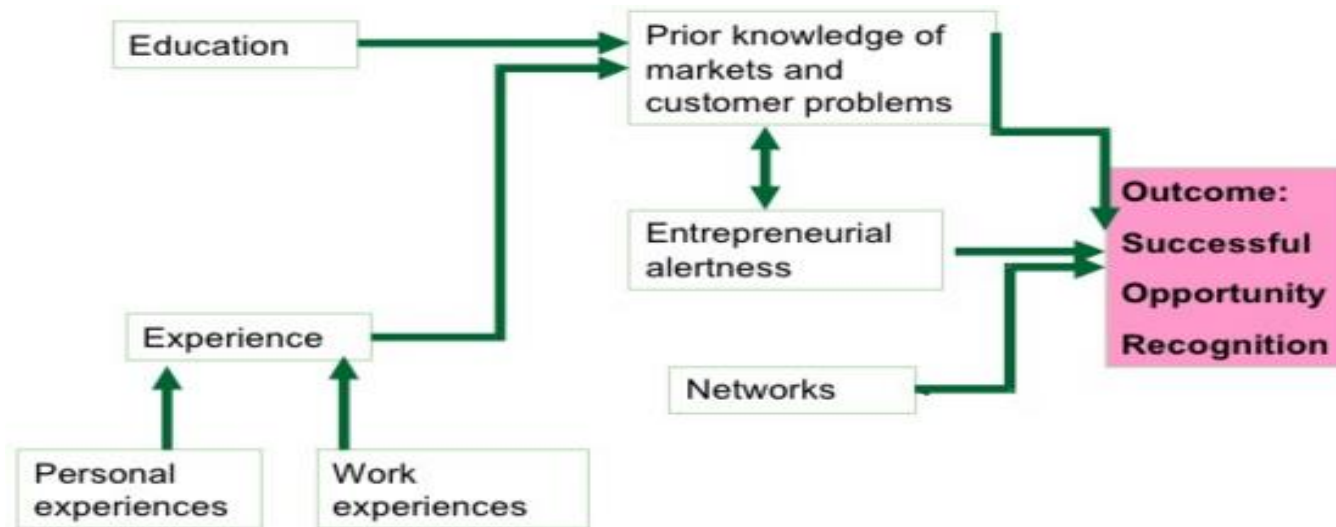 Education
Prior knowledge of
markets and
customer problems
Entrepreneurial
alertness
Outcome:
Successful
Opportunity
Recognition
Experience
Networks
Personal
experiences
Work
experiences